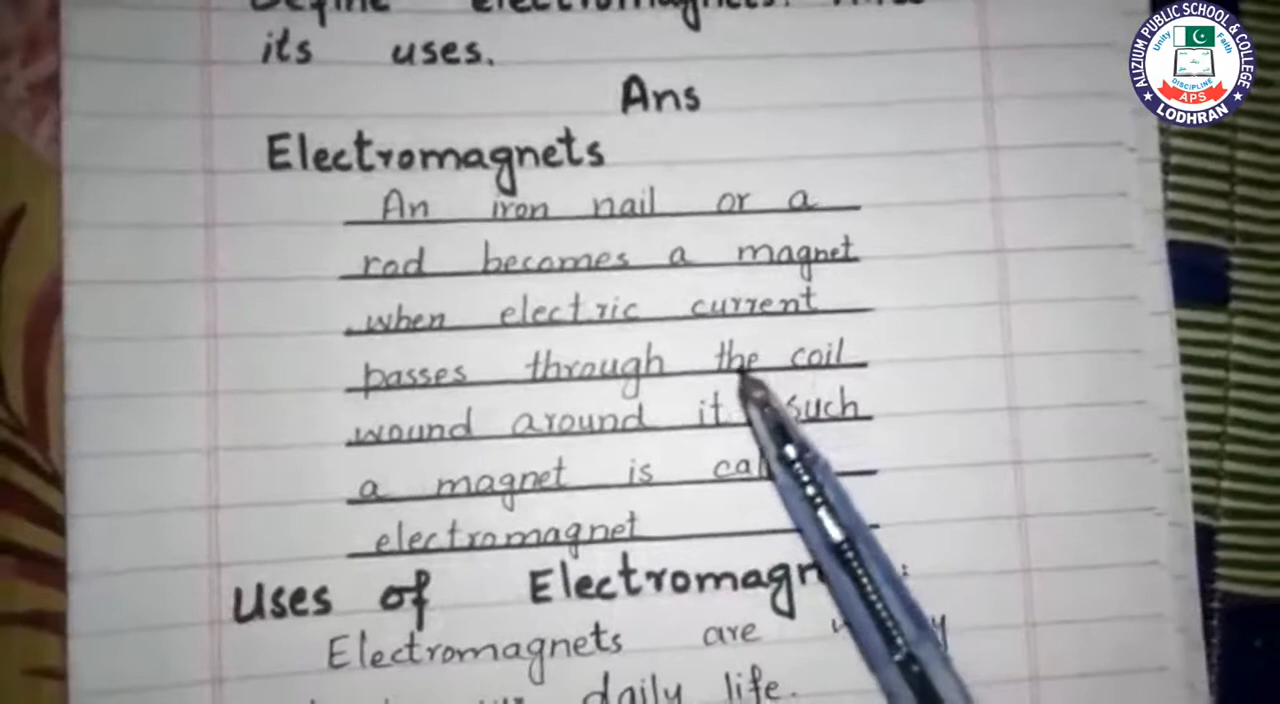 Define electromagnets.
its uses.
Ans
Electromagnets
An iron nail or a
rod becomes a magnet
when electric current
passes through the coil
wound around it such
a magnet is
electromagnet
Uses of
Electromagnets are
daily life.
ALIZIUM PUBLIC SCHOOL & COLLEGE
Unity
Faith
DISCIPLINE
APS
LODHRAN